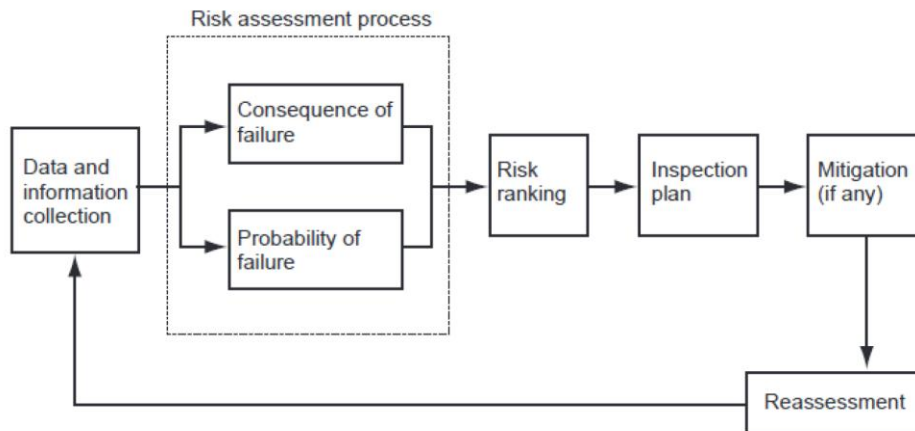 Risk assessment process
Data and
information
collection
Consequence of
failure
Probability of
failure
Risk
ranking
Inspection
plan
Mitigation
(if any)
Reassessment